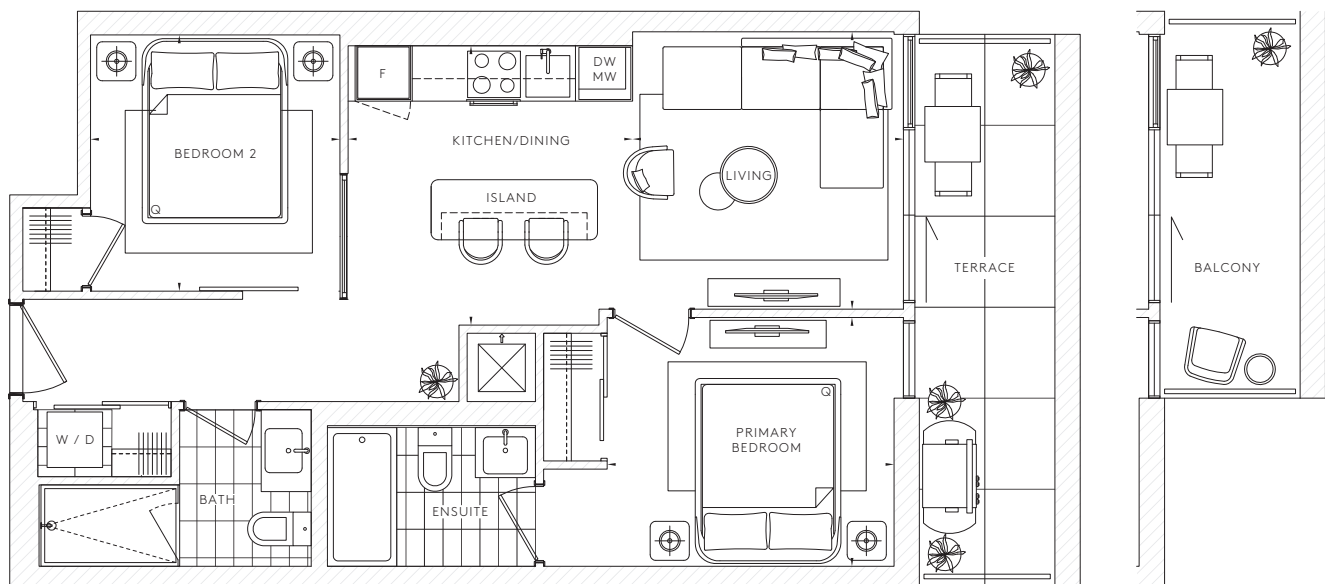 F
DW
MW
BEDROOM 2
KITCHEN/DINING
LIVING
ISLAND
Q
TERRACE
BALCONY
W / D
BATH
ENSUITE
Q
PRIMARY
BEDROOM